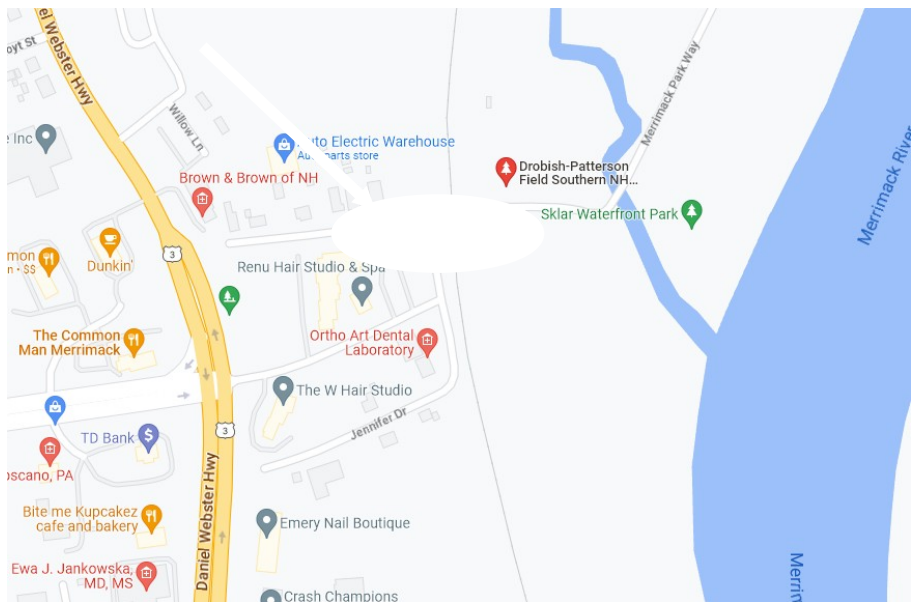 oyt St
Daniel Webster Hwy
Willow Ln
e Inc
Auto Electric Warehouse
Auto parts store
Brown & Brown of NH
Drobish-Patterson
Field Southern NH...
Merrimack Park Way
Sklar Waterfront Park
Merrimack River
3
Dunkin'
mon
n • $$
Renu Hair Studio & Spa
The Common
Man Merrimack
Ortho Art Dental
Laboratory
The W Hair Studio
3
Jennifer Dr
TD Bank
oscano, PA
Bite me Kupcakez
cafe and bakery
Daniel Webster Hwy
Emery Nail Boutique
Ewa J. Jankowska,
MD, MS
Merrin
Crash Champions